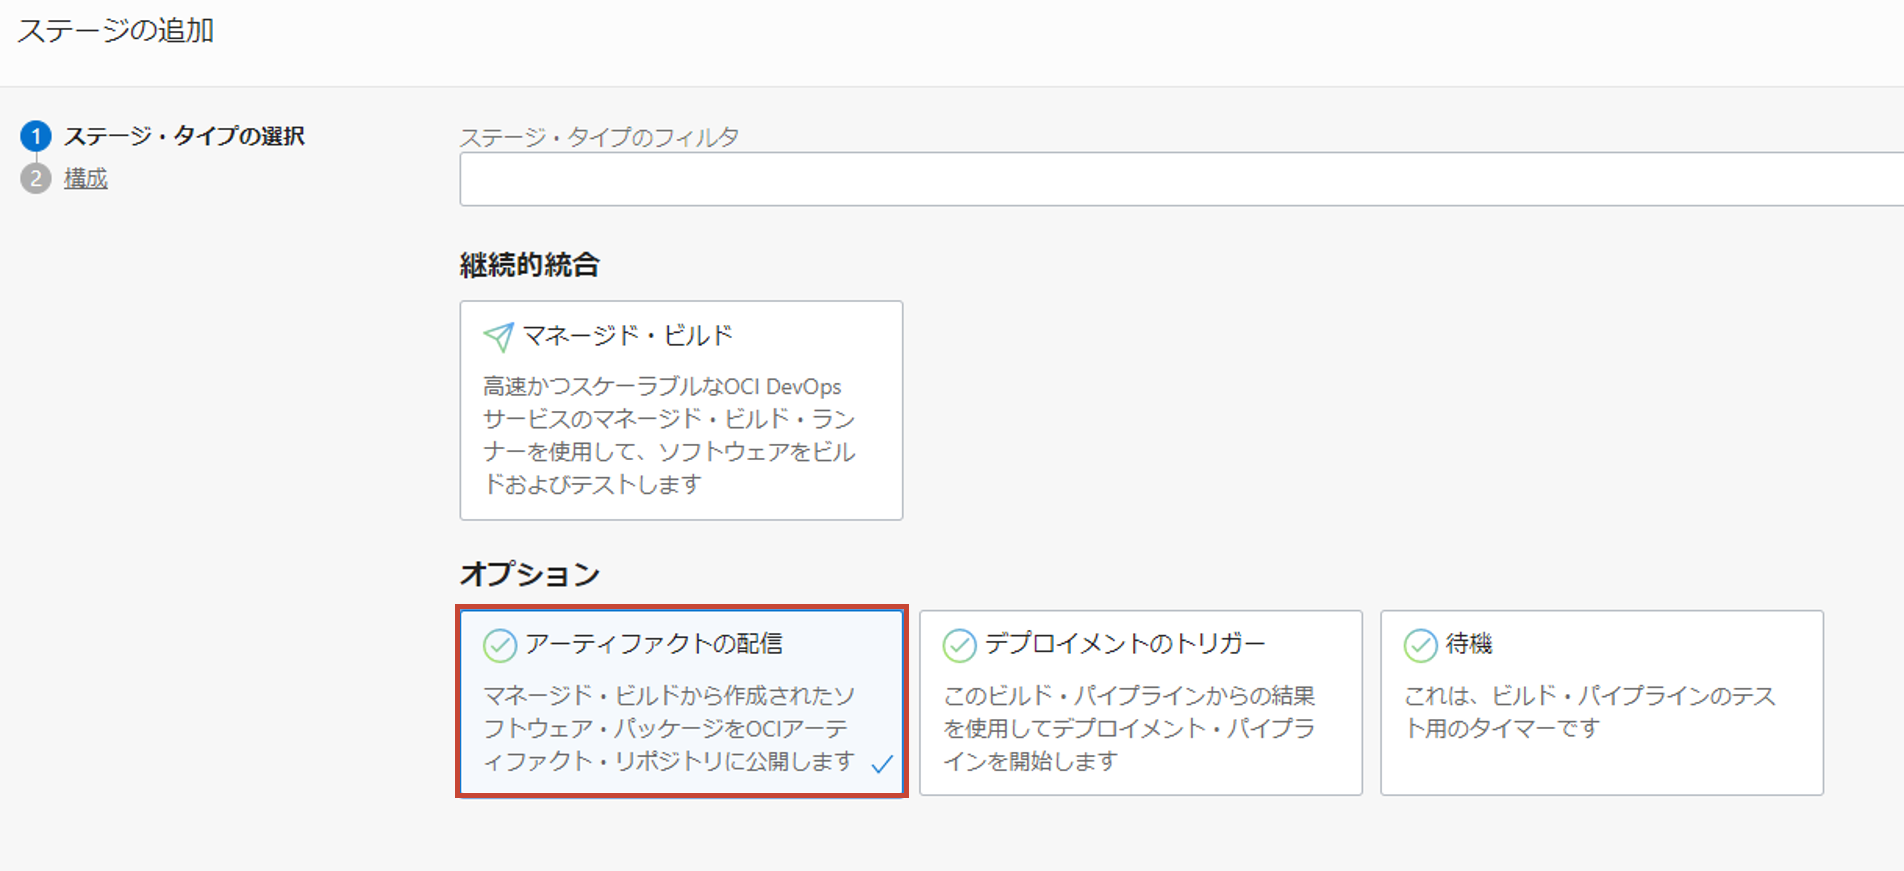 ステージの追加
1 ステージ・タイプの選択
2 構成
ステージ・タイプのフィルタ
継続的統合
マネージド・ビルド
高速かつスケーラブルなOCI DevOps
サービスのマネージド・ビルド・ラン
ナーを使用して、ソフトウェアをビル
ドおよびテストします
オプション
アーティファクトの配信
マネージド・ビルドから作成されたソ
フトウェア・パッケージをOCIアーテ
ィファクト・リポジトリに公開します
デプロイメントのトリガー
このビルド・パイプラインからの結果
を使用してデプロイメント・パイプラ
インを開始します
待機
これは、ビルド・パイプラインのテス
ト用のタイマーです